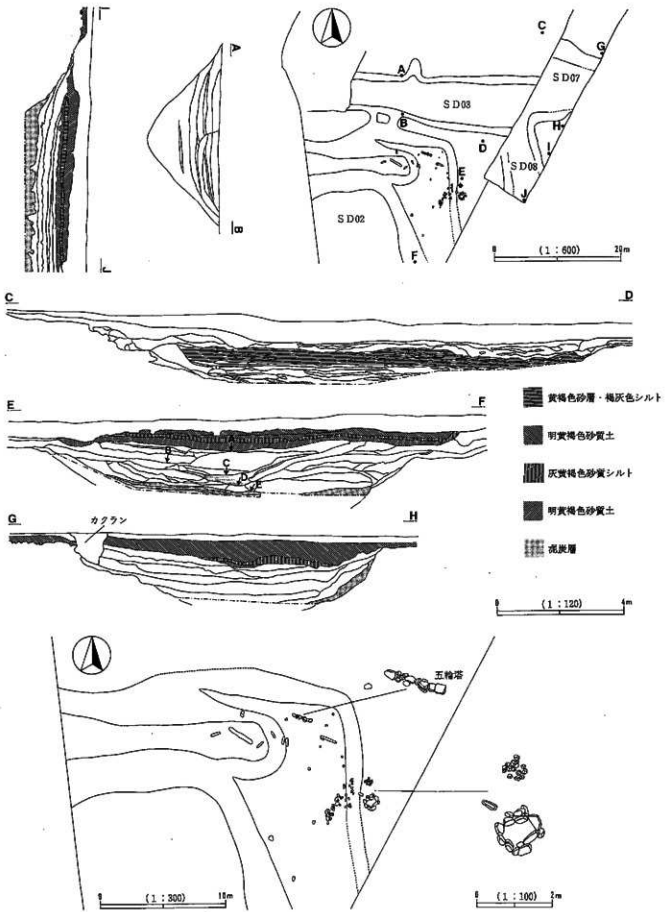 I
J
A
B
A
B
C
D
E
F
G
H
I
J
SD03
SD07
SD08
SD02
0 (1:600) 20m
C D
E F
A
B
C
D
E
G H
カクラン
黄褐色砂層・褐灰色シルト
明黄褐色砂質土
灰黄褐色砂質シルト
明黄褐色砂質土
泥炭層
0 (1:120) 4m
五輪塔
0 (1:300) 10m
0 (1:100) 2m